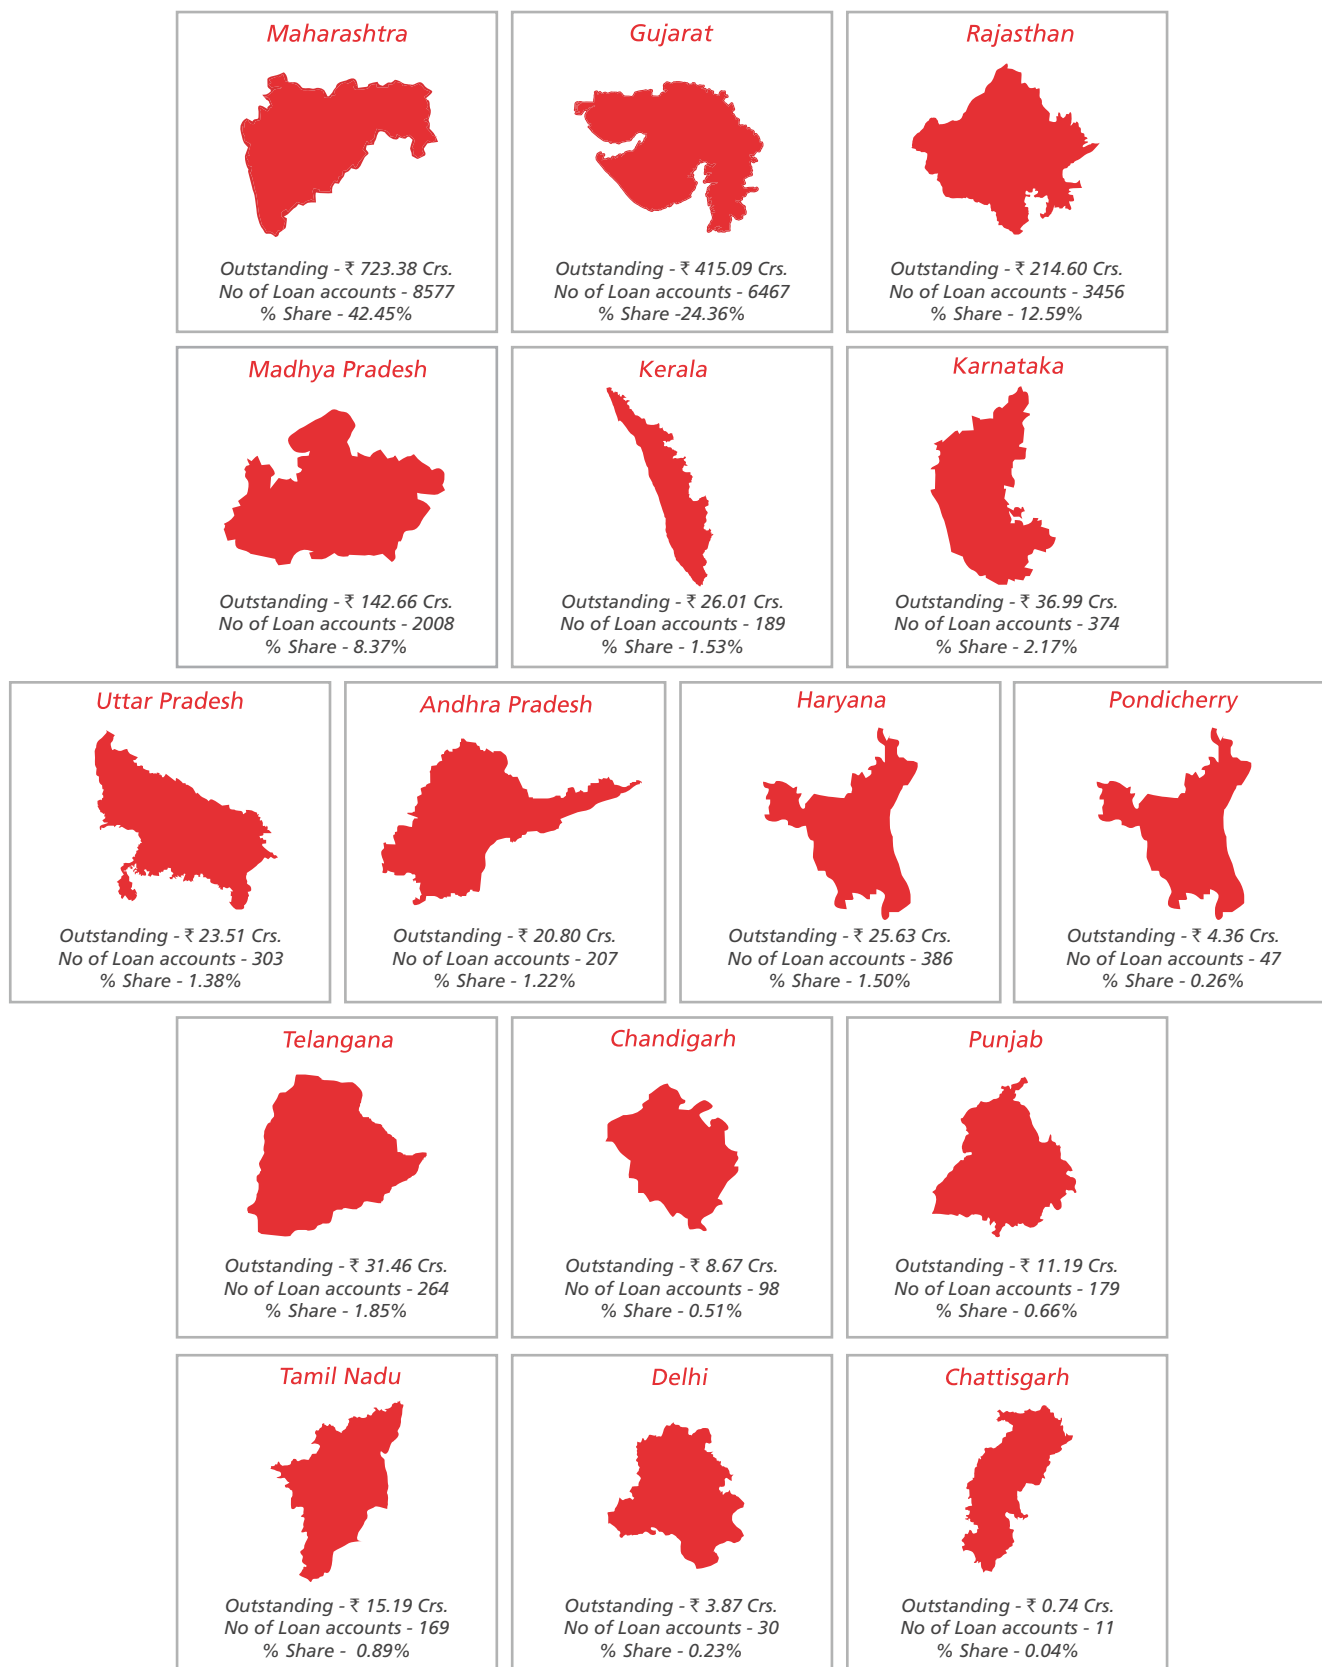 Maharashtra
Outstanding - ₹ 723.38 Crs.
No of Loan accounts - 8577
% Share - 42.45%
Gujarat
Outstanding - ₹ 415.09 Crs.
No of Loan accounts - 6467
% Share -24.36%
Rajasthan
Outstanding - ₹ 214.60 Crs.
No of Loan accounts - 3456
% Share - 12.59%
Madhya Pradesh
Outstanding - ₹ 142.66 Crs.
No of Loan accounts - 2008
% Share - 8.37%
Kerala
Outstanding - ₹ 26.01 Crs.
No of Loan accounts - 189
% Share - 1.53%
Karnataka
Outstanding - ₹ 36.99 Crs.
No of Loan accounts - 374
% Share - 2.17%
Uttar Pradesh
Outstanding - ₹ 23.51 Crs.
No of Loan accounts - 303
% Share - 1.38%
Andhra Pradesh
Outstanding - ₹ 20.80 Crs.
No of Loan accounts - 207
% Share - 1.22%
Haryana
Outstanding - ₹ 25.63 Crs.
No of Loan accounts - 386
% Share - 1.50%
Pondicherry
Outstanding - ₹ 4.36 Crs.
No of Loan accounts - 47
% Share - 0.26%
Telangana
Outstanding - ₹ 31.46 Crs.
No of Loan accounts - 264
% Share - 1.85%
Chandigarh
Outstanding - ₹ 8.67 Crs.
No of Loan accounts - 98
% Share - 0.51%
Punjab
Outstanding - ₹ 11.19 Crs.
No of Loan accounts - 179
% Share - 0.66%
Tamil Nadu
Outstanding - ₹ 15.19 Crs.
No of Loan accounts - 169
% Share -  0.89%
Delhi
Outstanding - ₹ 3.87 Crs.
No of Loan accounts - 30
% Share - 0.23%
Chattisgarh
Outstanding - ₹ 0.74 Crs.
No of Loan accounts - 11
% Share - 0.04%